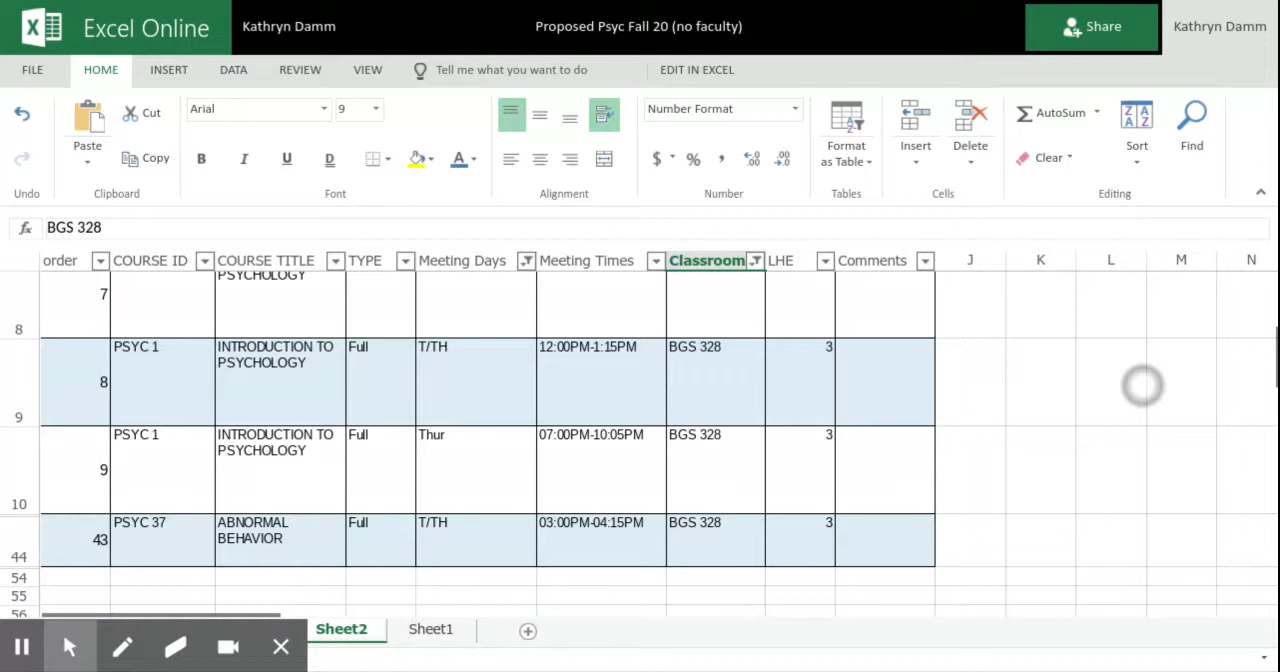 Excel Online Kathryn Damm Proposed Psyc Fall 20 (no faculty) Share Kathryn Damm
FILE HOME INSERT DATA REVIEW VIEW Tell me what you want to do EDIT IN EXCEL
Paste Cut Copy Arial 9 Number Format AutoSum Clear
B I U D $ % , Format as Table Insert Delete Sort Find
Undo Clipboard Font Alignment Number Tables Cells Editing
fx BGS 328
order COURSE ID COURSE TITLE TYPE Meeting Days Meeting Times Classroom LHE Comments J K L M N
PSYCHOLOGY
8 7
PSYC 1 INTRODUCTION TO Full T/TH 12:00PM-1:15PM BGS 328 3
PSYCHOLOGY
9 8
PSYC 1 INTRODUCTION TO Full Thur 07:00PM-10:05PM BGS 328 3
PSYCHOLOGY
10 9
PSYC 37 ABNORMAL Full T/TH 03:00PM-04:15PM BGS 328 3
BEHAVIOR
44 43
54
55
56
Sheet2 Sheet1